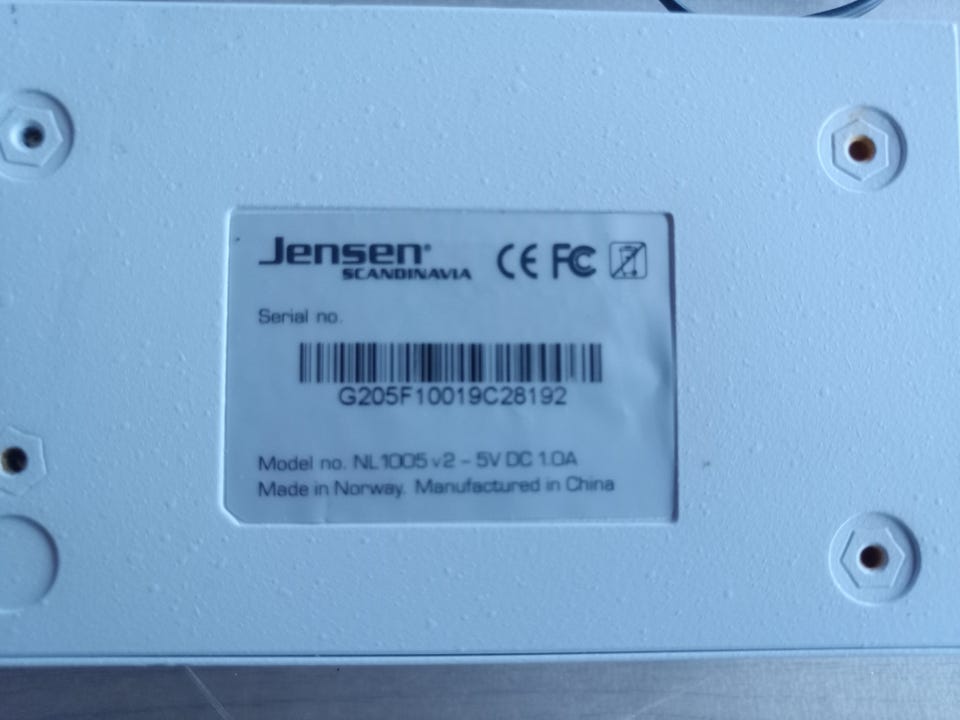 Jensen®
SCANDINAVIA
CE FC
Serial no.
G205F10019C28192
Model no. NL1005 v2 - 5V DC 1.0A
Made in Norway. Manufactured in China